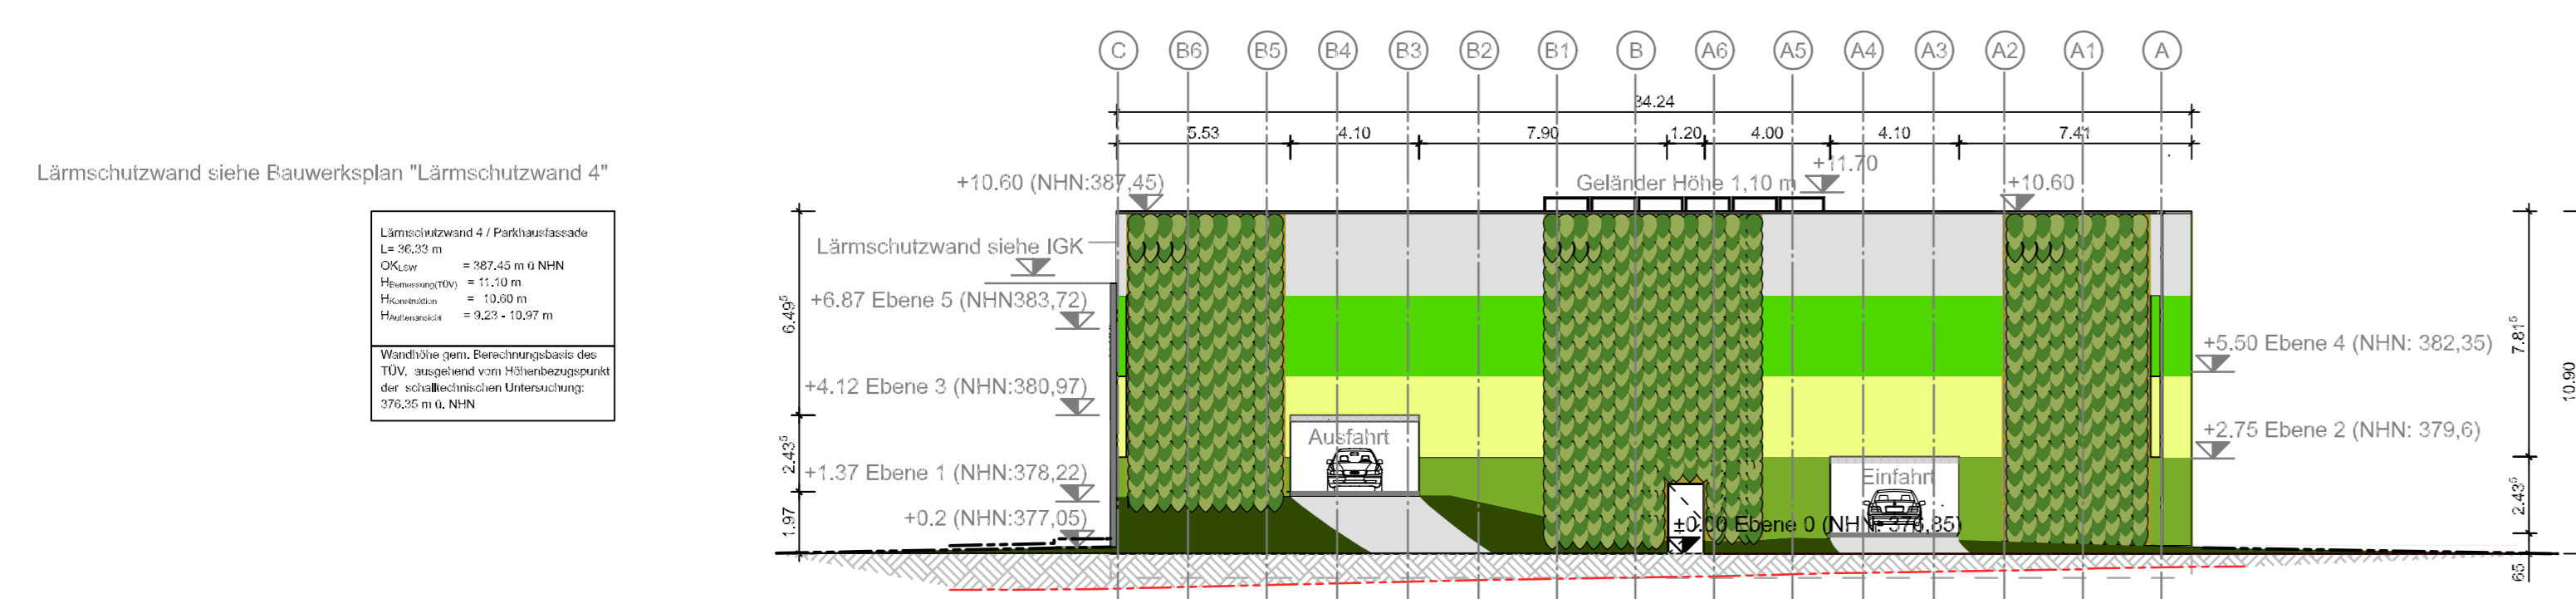 C B6 B5 B4 B3 B2 B1 B A6 A5 A4 A3 A2 A1 A
34.24
5.53 4.10 7.90 1.20 4.00 4.10 7.41
Lärmschutzwand siehe Bauwerksplan "Lärmschutzwand 4"
+10.60 (NHN:387,45)
Geländer Höhe 1,10 m
+11.70
+10.60
Lärmschutzwand 4 / Parkhausfassade
L= 36.33 m
OKLSW = 387.45 m ü NHN
HBemessung(TÜV) = 11.10 m
HKonstruktion = 10.60 m
HAußenansicht = 9.23 - 10.97 m
Wandhöhe gem. Berechnungsbasis des
TÜV, ausgehend vom Höhenbezugspunkt
der schalltechnischen Untersuchung:
376,35 m ü. NHN
Lärmschutzwand siehe IGK
+6.87 Ebene 5 (NHN383,72)
+4.12 Ebene 3 (NHN:380,97)
+1.37 Ebene 1 (NHN:378,22)
+0.2 (NHN:377,05)
6.49⁵
2.43⁵
1.97
Ausfahrt
Einfahrt
±0.00 Ebene 0 (NHN: 376,85)
+5.50 Ebene 4 (NHN: 382,35)
+2.75 Ebene 2 (NHN: 379,6)
7.81⁵
2.43⁵
65
10.90